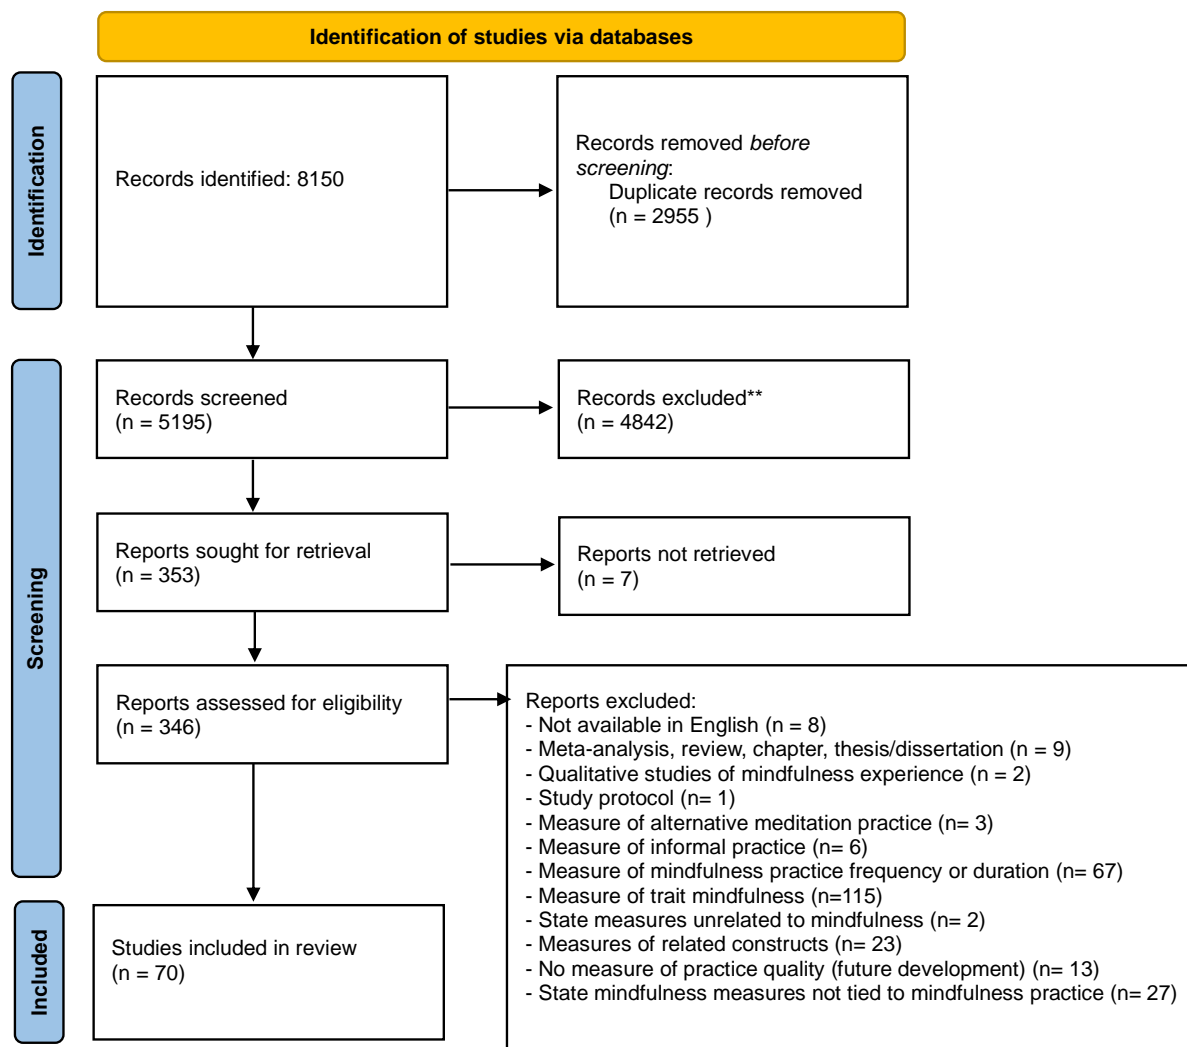 Identification of studies via databases
Identification
Records identified: 8150
Records removed before
screening:
Duplicate records removed
(n = 2955 )
Screening
Records screened
(n = 5195)
Records excluded**
(n = 4842)
Reports sought for retrieval
(n = 353)
Reports not retrieved
(n = 7)
Reports assessed for eligibility
(n = 346)
Reports excluded:
- Not available in English (n = 8)
- Meta-analysis, review, chapter, thesis/dissertation (n = 9)
- Qualitative studies of mindfulness experience (n = 2)
- Study protocol (n= 1)
- Measure of alternative meditation practice (n= 3)
- Measure of informal practice (n= 6)
- Measure of mindfulness practice frequency or duration (n= 67)
- Measure of trait mindfulness (n=115)
- State measures unrelated to mindfulness (n= 2)
- Measures of related constructs (n= 23)
- No measure of practice quality (future development) (n= 13)
- State mindfulness measures not tied to mindfulness practice (n= 27)
Included
Studies included in review
(n = 70)